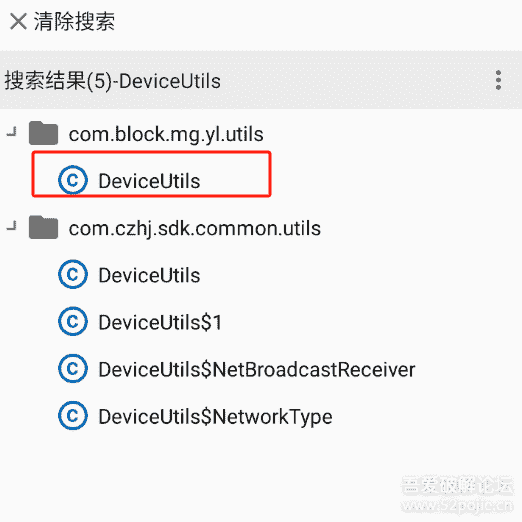 清除搜索
搜索结果(5)-DeviceUtils
com.block.mg.yl.utils
DeviceUtils
com.czhj.sdk.common.utils
DeviceUtils
DeviceUtils$1
DeviceUtils$NetBroadcastReceiver
DeviceUtils$NetworkType
吾爱破解论坛
www.52pojie.cn